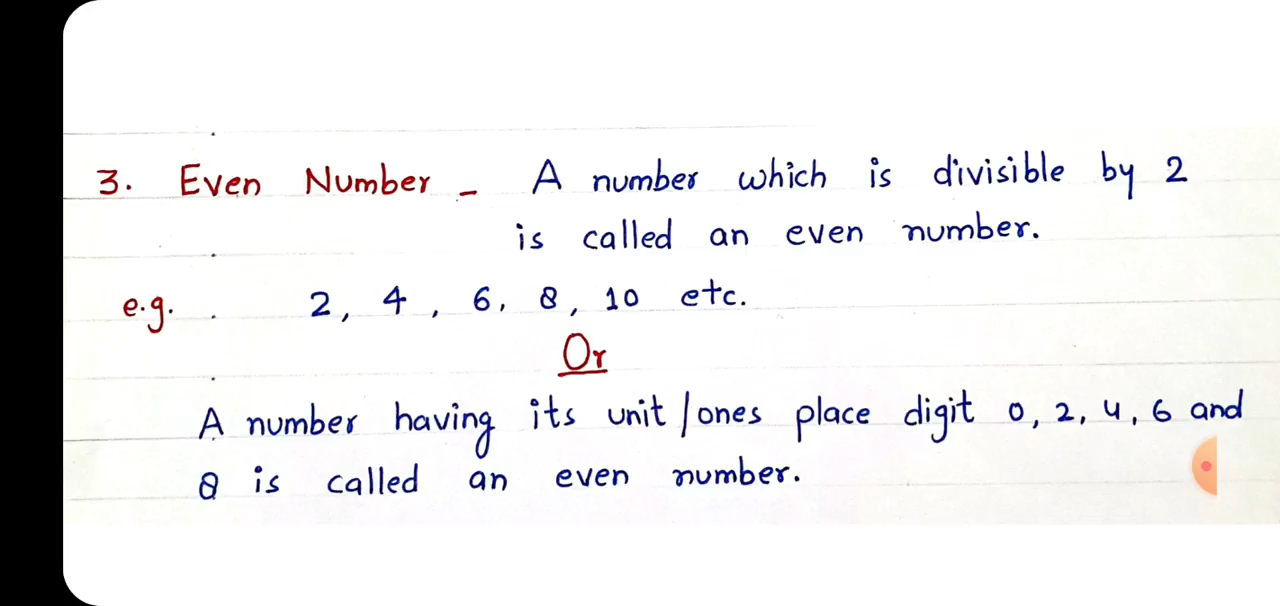 3. Even Number - A number which is divisible by 2
is called an even number.
e.g. 2, 4, 6, 8, 10 etc.
Or
A number having its unit/ones place digit 0, 2, 4, 6 and
8 is called an even number.